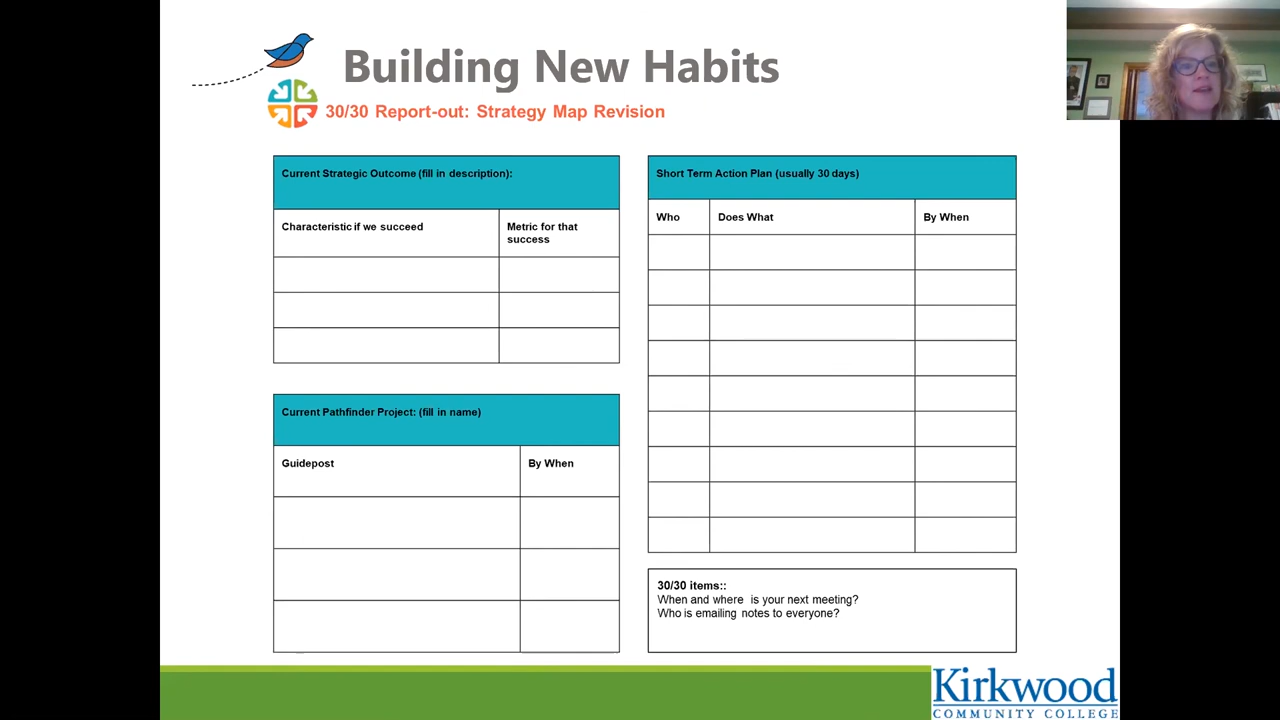 Building New Habits
30/30 Report-out: Strategy Map Revision
Current Strategic Outcome (fill in description):
Characteristic if we succeed
Metric for that
success
Current Pathfinder Project: (fill in name)
Guidepost
By When
Short Term Action Plan (usually 30 days)
Who
Does What
By When
30/30 items::
When and where is your next meeting?
Who is emailing notes to everyone?
Kirkwood
COMMUNITY COLLEGE